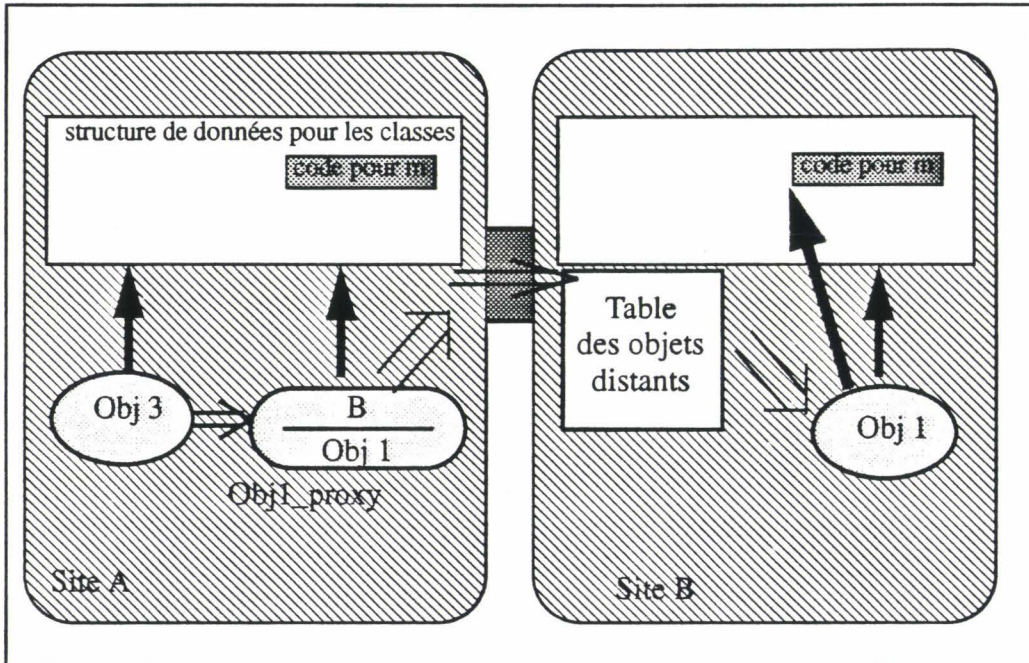 structure de données pour les classes
code pour m
Obj 3
B
Obj 1
Obj1_proxy
Site A
code pour m
Table
des objets
distants
Obj 1
Site B